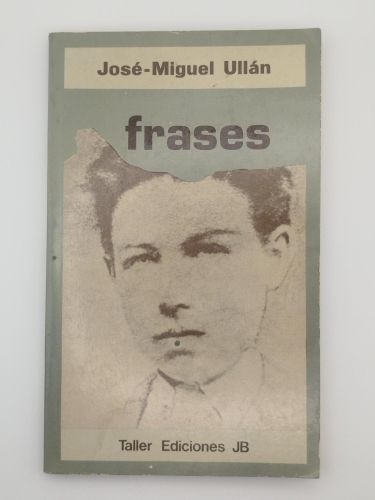 José-Miguel Ullán
frases
Taller Ediciones JB